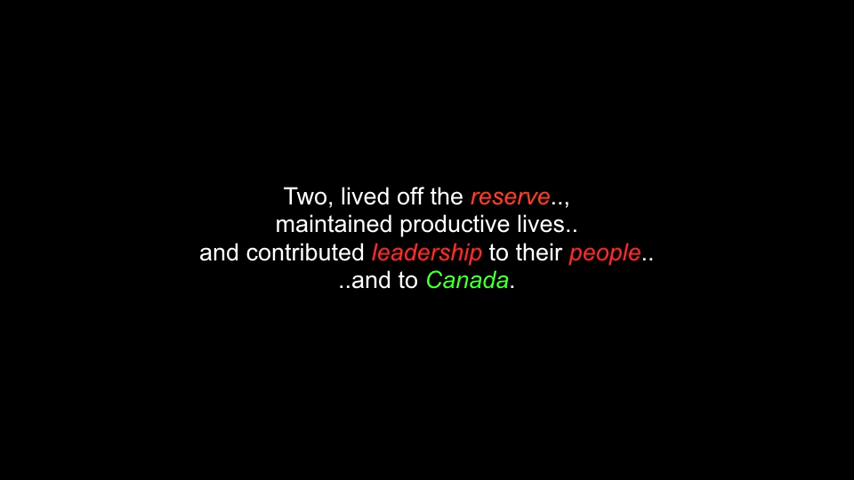 Two, lived off the reserve..,
maintained productive lives..
and contributed leadership to their people..
..and to Canada.